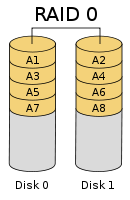 RAID 0
A1 A2
A3 A4
A5 A6
A7 A8
Disk 0 Disk 1